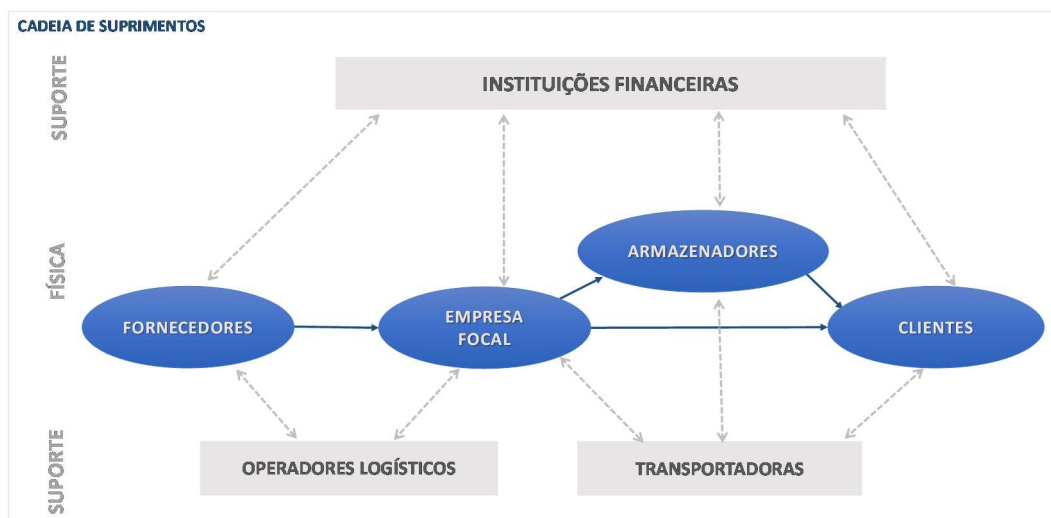 CADEIA DE SUPRIMENTOS
SUPORTE
INSTITUIÇÕES FINANCEIRAS
FÍSICA
ARMAZENADORES
FORNECEDORES
EMPRESA
FOCAL
CLIENTES
SUPORTE
OPERADORES LOGÍSTICOS
TRANSPORTADORAS